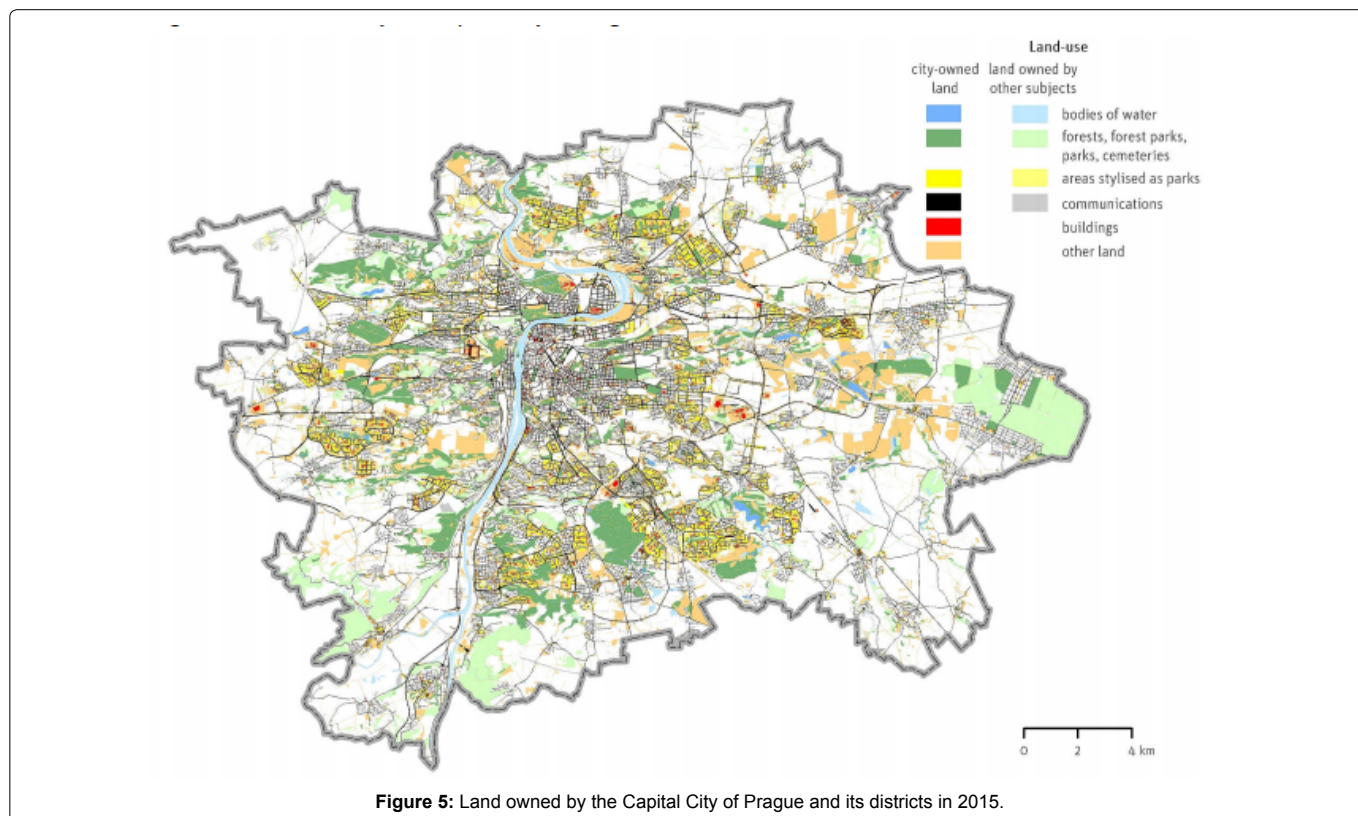 Land-use
city-owned land owned by
land other subjects
bodies of water
forests, forest parks,
parks, cemeteries
areas stylised as parks
communications
buildings
other land
0 2 4 km
Figure 5: Land owned by the Capital City of Prague and its districts in 2015.